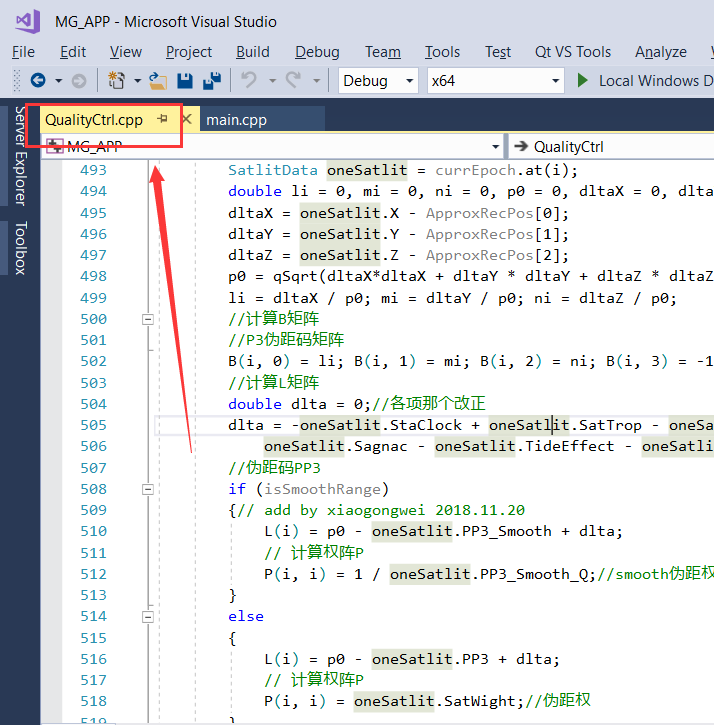 MG_APP - Microsoft Visual Studio
File Edit View Project Build Debug Team Tools Test Qt VS Tools Analyze
Debug x64 Local Windows D
QualityCtrl.cpp main.cpp
MG_APP QualityCtrl
Server Explorer
Toolbox
493 SatlitData oneSatlit = currEpoch.at(i);
494 double li = 0, mi = 0, ni = 0, p0 = 0, dltaX = 0, dlta
495 dltaX = oneSatlit.X - ApproxRecPos[0];
496 dltaY = oneSatlit.Y - ApproxRecPos[1];
497 dltaZ = oneSatlit.Z - ApproxRecPos[2];
498 p0 = qSqrt(dltaX*dltaX + dltaY * dltaY + dltaZ * dltaZ
499 li = dltaX / p0; mi = dltaY / p0; ni = dltaZ / p0;
500 //计算B矩阵
501 //P3伪距码矩阵
502 B(i, 0) = li; B(i, 1) = mi; B(i, 2) = ni; B(i, 3) = -1
503 //计算L矩阵
504 double dlta = 0;//各项那个改正
505 dlta = -oneSatlit.StaClock + oneSatlit.SatTrop - oneSa
506 oneSatlit.Sagnac - oneSatlit.TideEffect - oneSatlit
507 //伪距码PP3
508 if (isSmoothRange)
509 {// add by xiaogongwei 2018.11.20
510 L(i) = p0 - oneSatlit.PP3_Smooth + dlta;
511 // 计算权阵P
512 P(i, i) = 1 / oneSatlit.PP3_Smooth_Q;//smooth伪距权
513 }
514 else
515 {
516 L(i) = p0 - oneSatlit.PP3 + dlta;
517 // 计算权阵P
518 P(i, i) = oneSatlit.SatWight;//伪距权
519 }